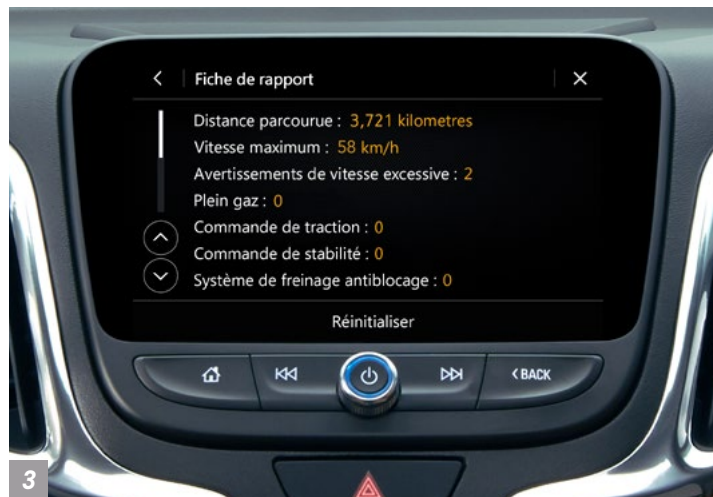 Fiche de rapport
Distance parcourue : 3,721 kilometres
Vitesse maximum : 58 km/h
Avertissements de vitesse excessive : 2
Plein gaz : 0
Commande de traction : 0
Commande de stabilité : 0
Système de freinage antiblocage : 0
Réinitialiser
BACK
3